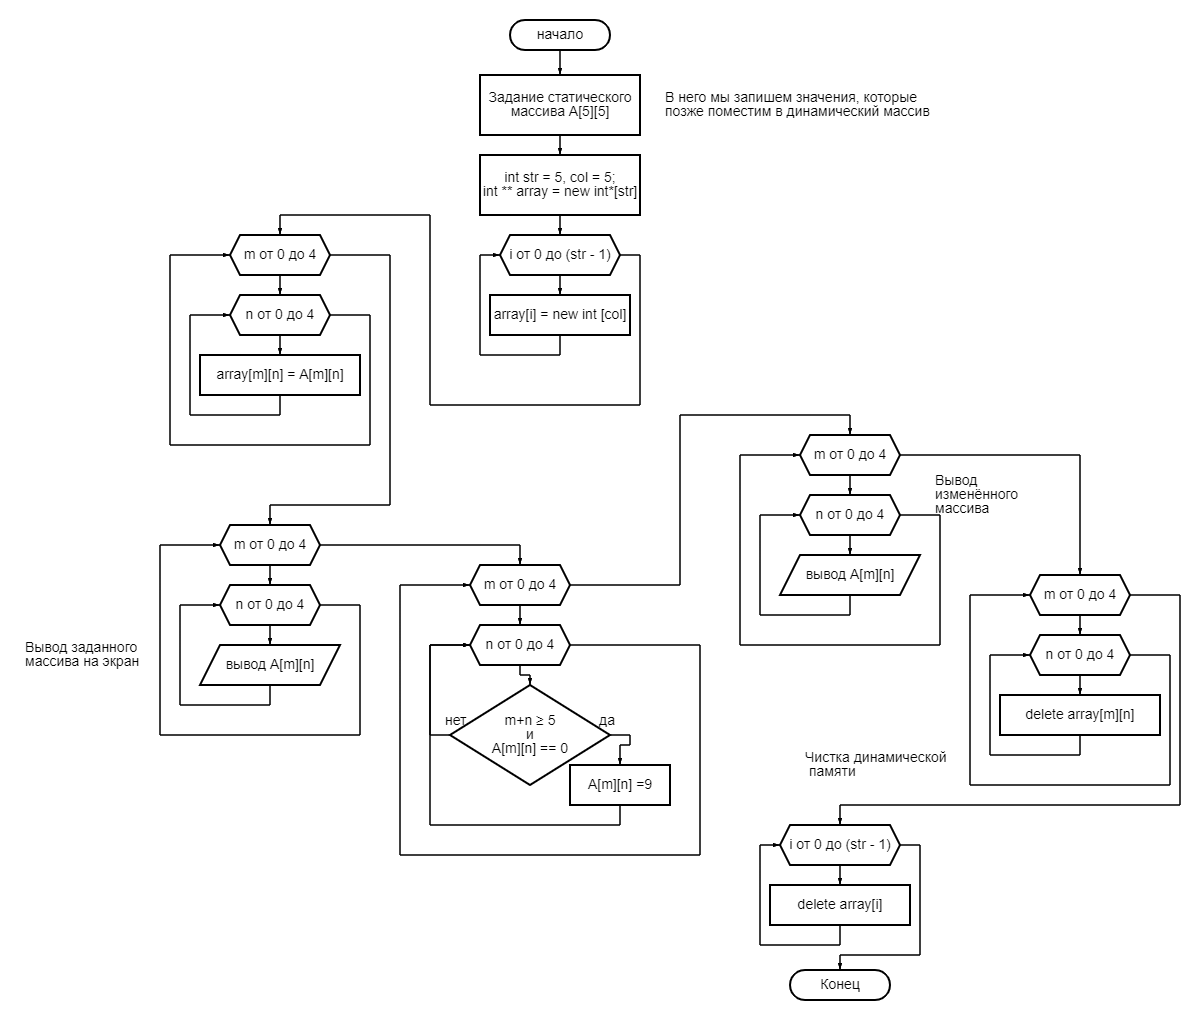 начало
Задание статического
массива A[5][5]
В него мы запишем значения, которые
позже поместим в динамический массив
int str = 5, col = 5;
int ** array = new int*[str]
i от 0 до (str - 1)
array[i] = new int [col]
m от 0 до 4
n от 0 до 4
array[m][n] = A[m][n]
m от 0 до 4
n от 0 до 4
вывод A[m][n]
Вывод заданного
массива на экран
m от 0 до 4
n от 0 до 4
нет
m+n ≥ 5
и
A[m][n] == 0
да
A[m][n] =9
m от 0 до 4
n от 0 до 4
вывод A[m][n]
Вывод
изменённого
массива
m от 0 до 4
n от 0 до 4
delete array[m][n]
Чистка динамической
памяти
i от 0 до (str - 1)
delete array[i]
Конец